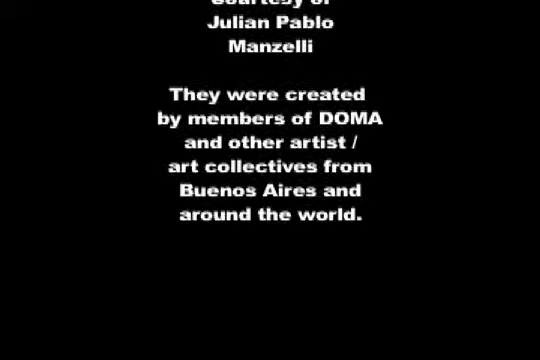 Courtesy of
Julian Pablo
Manzelli
They were created
by members of DOMA
and other artist /
art collectives from
Buenos Aires and
around the world.